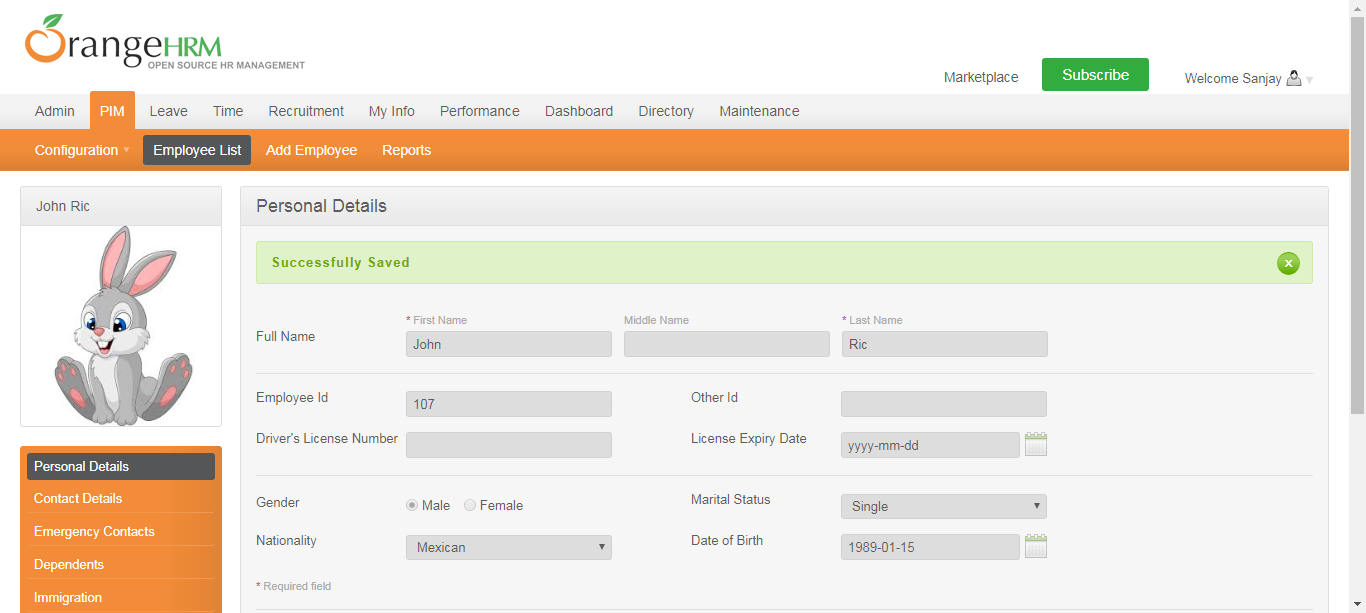 OrangeHRM
OPEN SOURCE HR MANAGEMENT
Marketplace
Subscribe
Welcome Sanjay
Admin PIM Leave Time Recruitment My Info Performance Dashboard Directory Maintenance
Configuration Employee List Add Employee Reports
John Ric
Personal Details
Successfully Saved
x
* First Name Middle Name * Last Name
Full Name
John Ric
Employee Id 107 Other Id
Driver's License Number License Expiry Date yyyy-mm-dd
Gender Male Female Marital Status Single
Nationality Mexican Date of Birth 1989-01-15
* Required field
Personal Details
Contact Details
Emergency Contacts
Dependents
Immigration